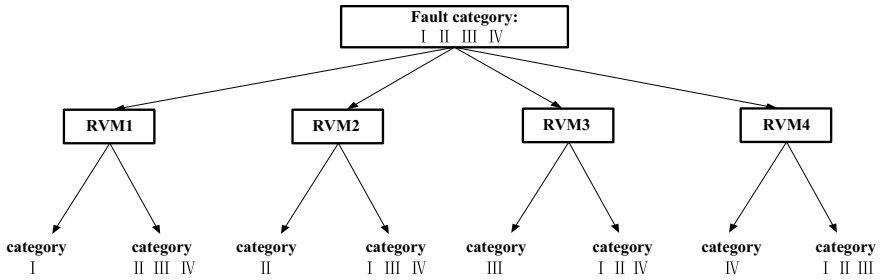 Fault category:
Ⅰ Ⅱ Ⅲ Ⅳ
RVM1
RVM2
RVM3
RVM4
category
Ⅰ
category
Ⅱ Ⅲ Ⅳ
category
Ⅱ
category
Ⅰ Ⅲ Ⅳ
category
Ⅲ
category
Ⅰ Ⅱ Ⅳ
category
Ⅳ
category
Ⅰ Ⅱ Ⅲ